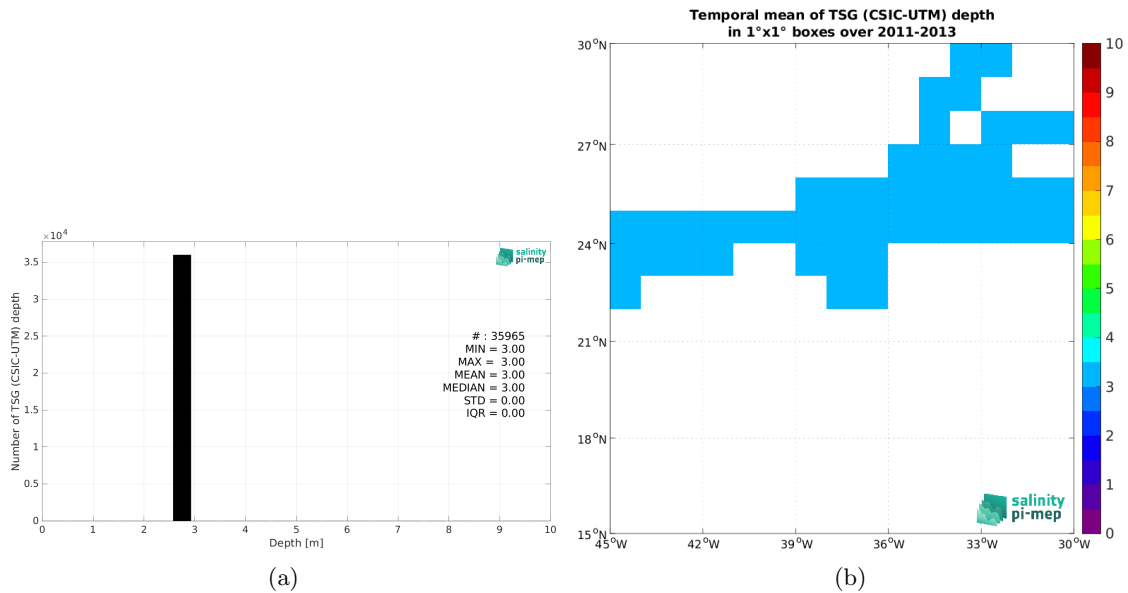 ×10⁴
3.5
3
2.5
2
1.5
1
0.5
0
Number of TSG (CSIC-UTM) depth
salinity
pi-mep
# : 35965
MIN = 3.00
MAX = 3.00
MEAN = 3.00
MEDIAN = 3.00
STD = 0.00
IQR = 0.00
0 1 2 3 4 5 6 7 8 9 10
Depth [m]
(a)
Temporal mean of TSG (CSIC-UTM) depth
in 1°x1° boxes over 2011-2013
30°N
27°N
24°N
21°N
18°N
15°N
45°W 42°W 39°W 36°W 33°W 30°W
salinity
pi-mep
10
9
8
7
6
5
4
3
2
1
0
(b)